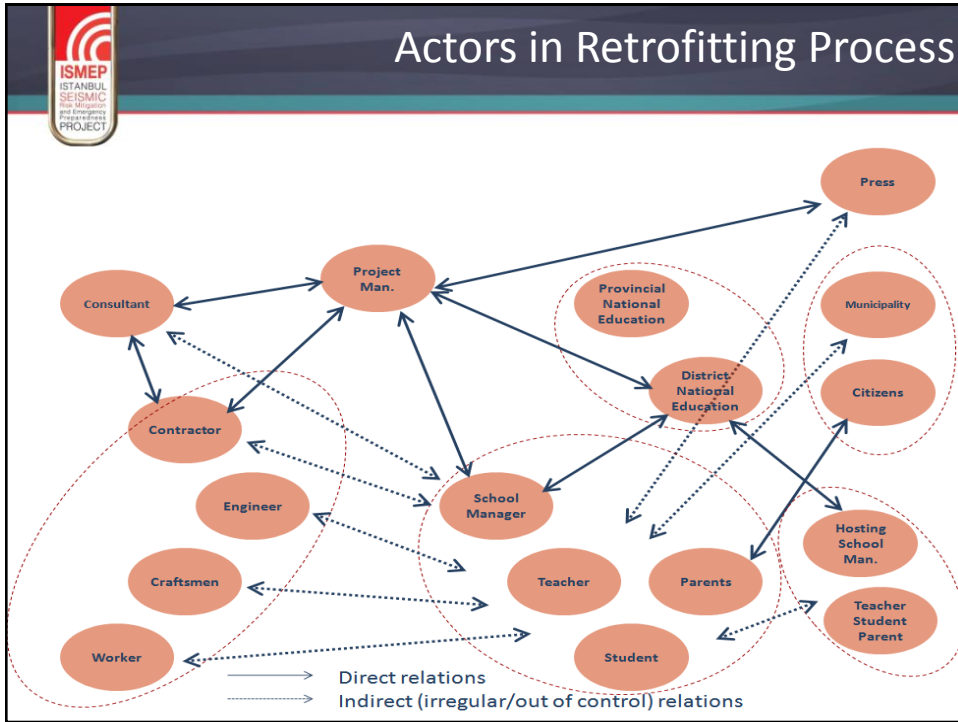 Actors in Retrofitting Process
ISMEP
ISTANBUL
SEISMIC
Risk Mitigation
and Emergency
Preparedness
PROJECT
Press
Project
Man.
Consultant
Provincial
National
Education
Municipality
District
National
Education
Citizens
Contractor
Engineer
School
Manager
Hosting
School
Man.
Craftsmen
Teacher
Parents
Teacher
Student
Parent
Worker
Student
Direct relations
Indirect (irregular/out of control) relations